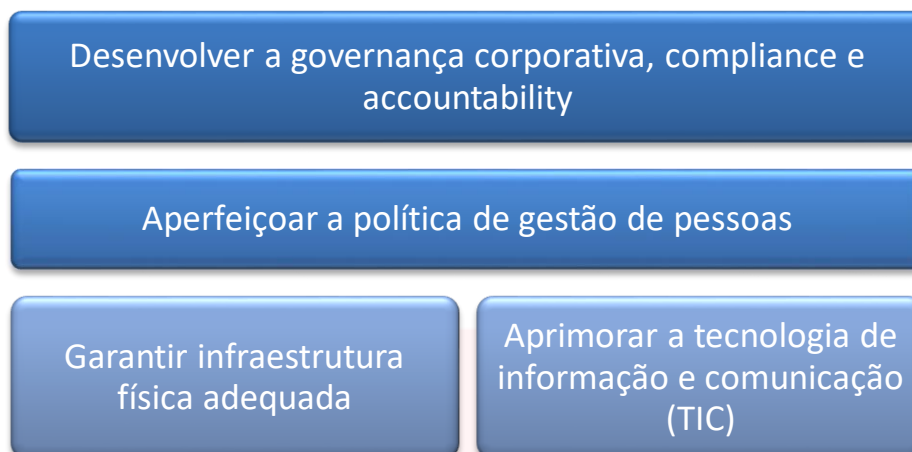 Desenvolver a governança corporativa, compliance e
accountability
Aperfeiçoar a política de gestão de pessoas
Garantir infraestrutura
física adequada
Aprimorar a tecnologia de
informação e comunicação
(TIC)